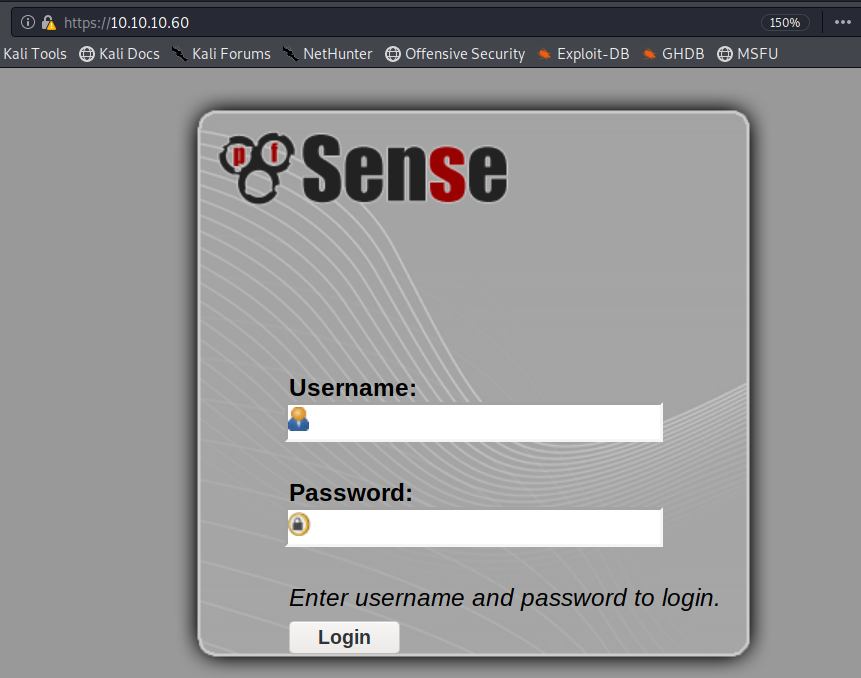 https://10.10.10.60 150%
Kali Tools Kali Docs Kali Forums NetHunter Offensive Security Exploit-DB GHDB MSFU
pf Sense
Username:
Password:
Enter username and password to login.
Login